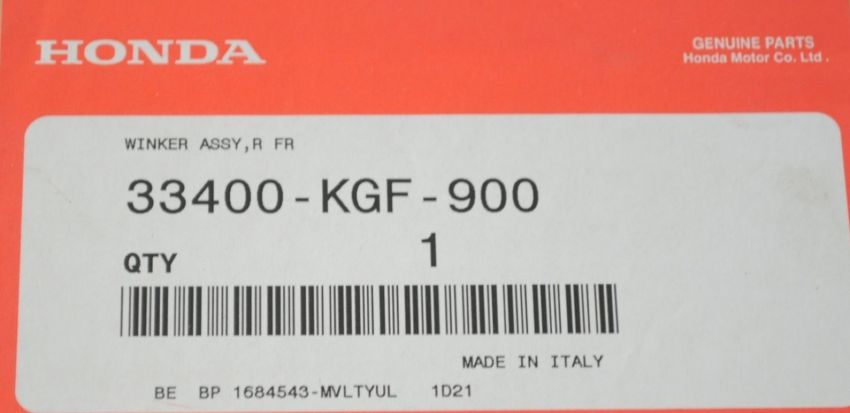 HONDA
GENUINE PARTS
Honda Motor Co. Ltd.
WINKER ASSY,R FR
33400-KGF-900
QTY 1
MADE IN ITALY
BE BP 1684543-MVLTYUL 1D21